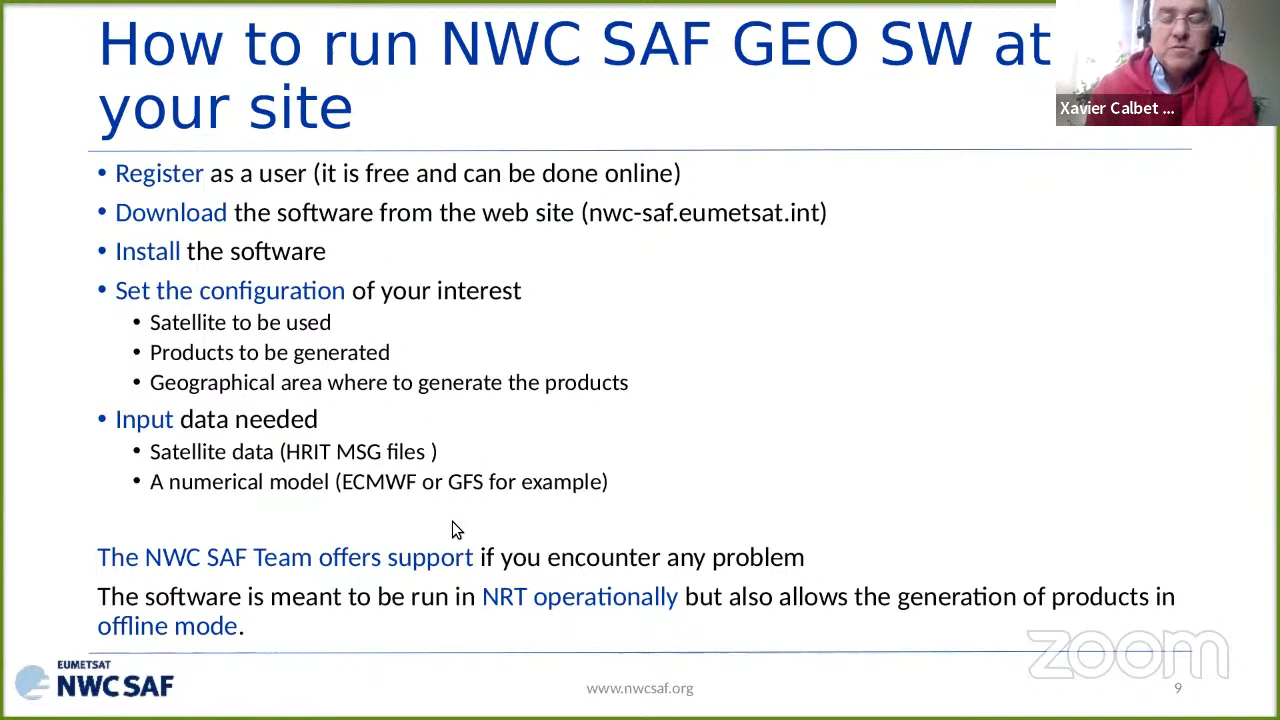 How to run NWC SAF GEO SW at
your site
Xavier Calbet ...
• Register as a user (it is free and can be done online)
• Download the software from the web site (nwc-saf.eumetsat.int)
• Install the software
• Set the configuration of your interest
• Satellite to be used
• Products to be generated
• Geographical area where to generate the products
• Input data needed
• Satellite data (HRIT MSG files )
• A numerical model (ECMWF or GFS for example)
The NWC SAF Team offers support if you encounter any problem
The software is meant to be run in NRT operationally but also allows the generation of products in
offline mode.
zoom
EUMETSAT
NWC SAF
www.nwcsaf.org
9